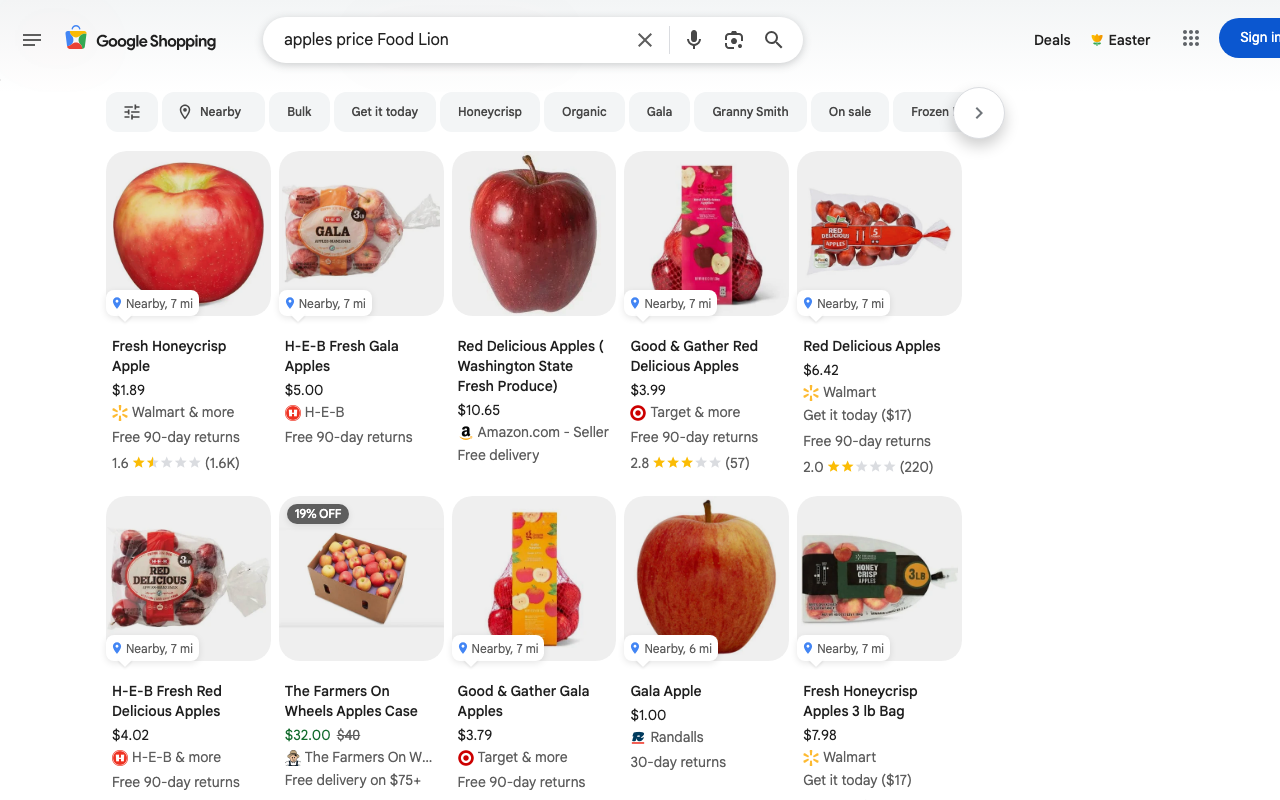 Google Shopping
apples price Food Lion
Deals
Easter
Sign in
Nearby
Bulk
Get it today
Honeycrisp
Organic
Gala
Granny Smith
On sale
Frozen
GALA
3
Nearby, 7 mi
Nearby, 7 mi
Nearby, 7 mi
RED DELICIOUS
APPLES
5
Nearby, 7 mi
Fresh Honeycrisp
Apple
$1.89
Walmart & more
Free 90-day returns
1.6 (1.6K)
H-E-B Fresh Gala
Apples
$5.00
H-E-B
Free 90-day returns
Red Delicious Apples (
Washington State
Fresh Produce)
$10.65
Amazon.com - Seller
Free delivery
Good & Gather Red
Delicious Apples
$3.99
Target & more
Free 90-day returns
2.8 (57)
Red Delicious Apples
$6.42
Walmart
Get it today ($17)
Free 90-day returns
2.0 (220)
H-E-B
RED
DELICIOUS
3
Nearby, 7 mi
19% OFF
Nearby, 7 mi
Nearby, 6 mi
HONEY
CRISP
APPLES
3LB
Nearby, 7 mi
H-E-B Fresh Red
Delicious Apples
$4.02
H-E-B & more
Free 90-day returns
The Farmers On
Wheels Apples Case
$32.00 $40
The Farmers On W...
Free delivery on $75+
Good & Gather Gala
Apples
$3.79
Target & more
Free 90-day returns
Gala Apple
$1.00
Randalls
30-day returns
Fresh Honeycrisp
Apples 3 lb Bag
$7.98
Walmart
Get it today ($17)